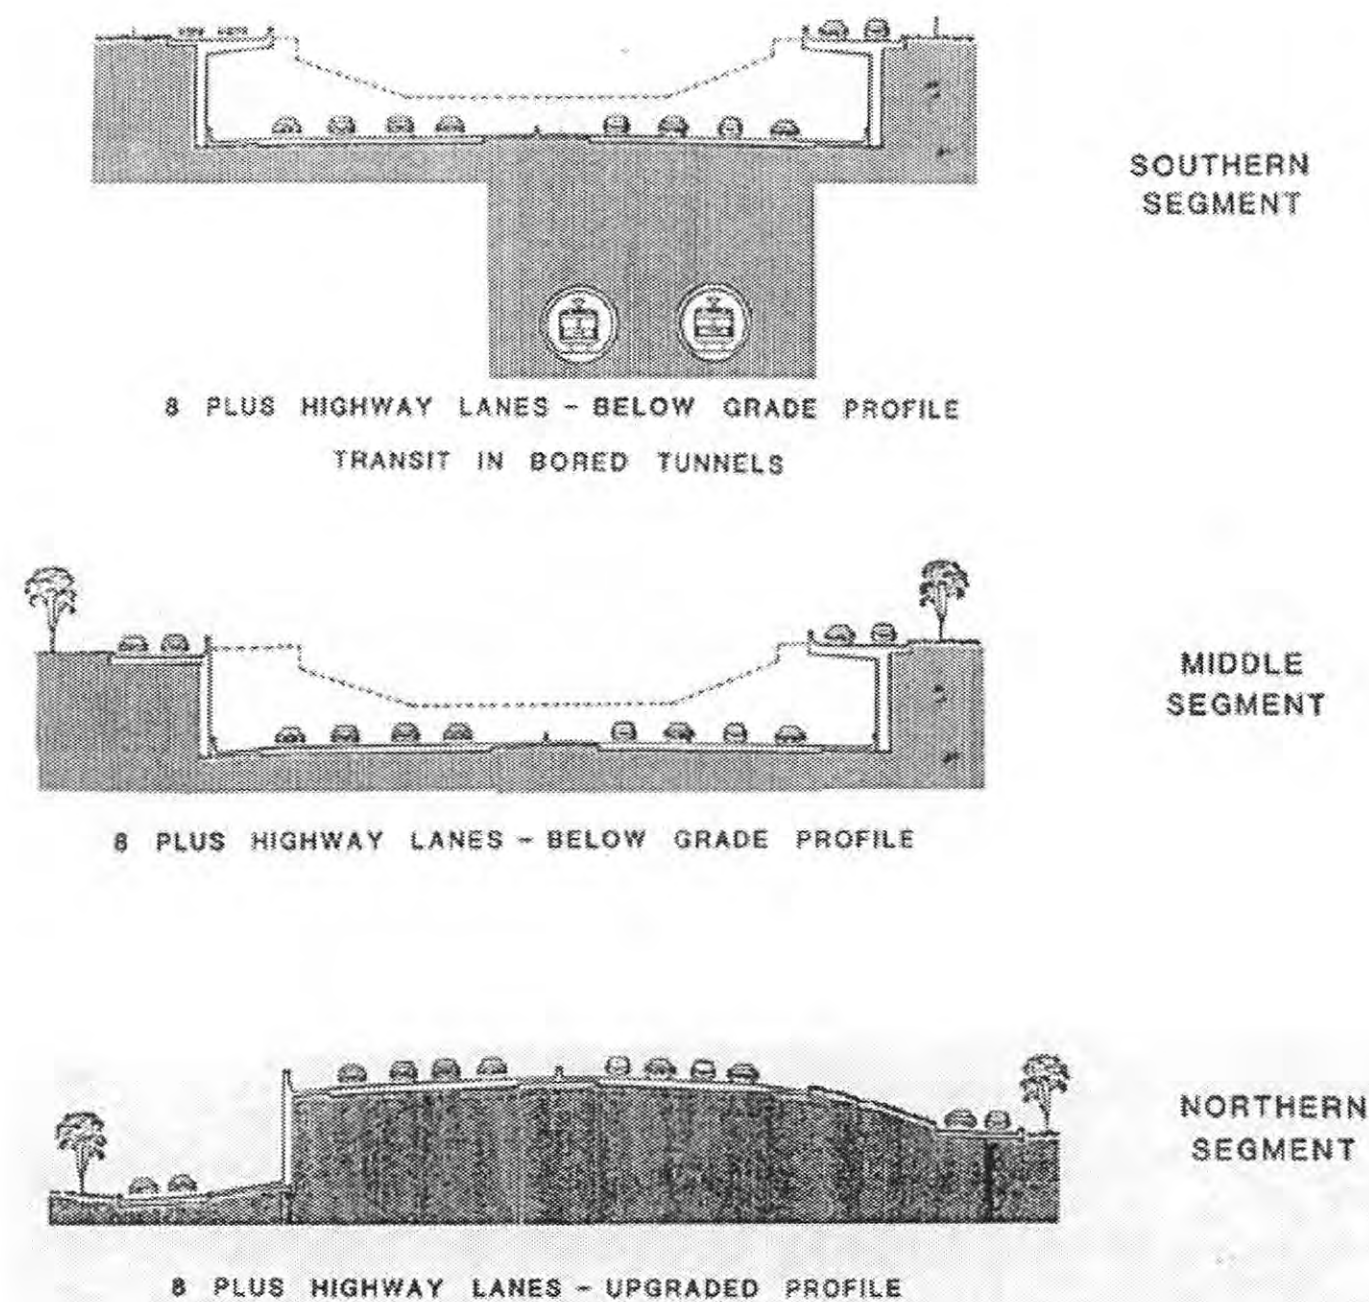 SOUTHERN
SEGMENT
8 PLUS HIGHWAY LANES - BELOW GRADE PROFILE
TRANSIT IN BORED TUNNELS
MIDDLE
SEGMENT
8 PLUS HIGHWAY LANES - BELOW GRADE PROFILE
NORTHERN
SEGMENT
8 PLUS HIGHWAY LANES - UPGRADED PROFILE